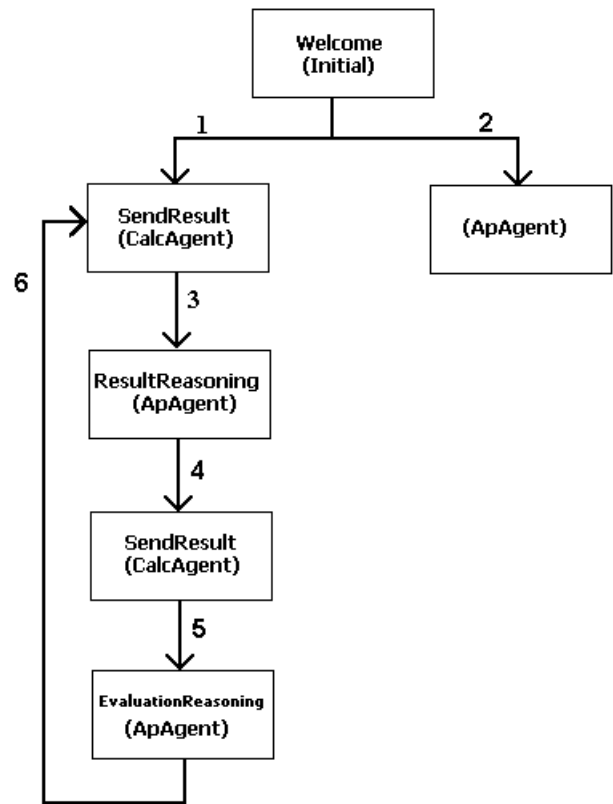 Welcome
(Initial)
1
2
SendResult
(CalcAgent)
(ApAgent)
6
3
ResultReasoning
(ApAgent)
4
SendResult
(CalcAgent)
5
EvaluationReasoning
(ApAgent)